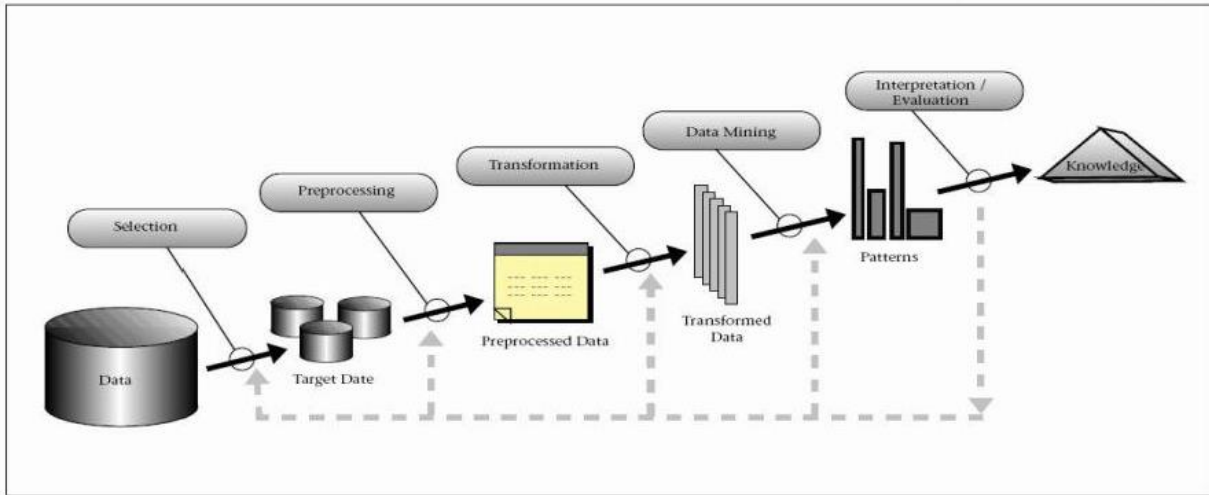 Interpretation /
Evaluation
Data Mining
Transformation
Preprocessing
Selection
Knowledge
Patterns
Transformed
Data
Preprocessed Data
Target Date
Data